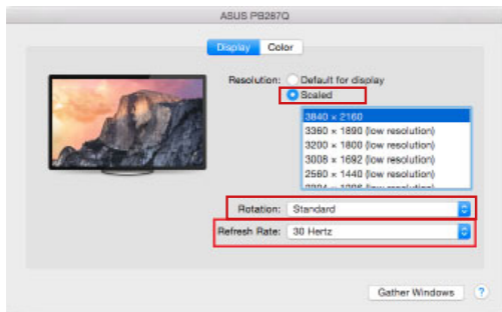 ASUS PB287Q
Display Color
Resolution: Default for display
Scaled
3840 × 2160
3360 × 1890 (low resolution)
3200 × 1800 (low resolution)
3008 × 1692 (low resolution)
2560 × 1440 (low resolution)
Rotation: Standard
Refresh Rate: 30 Hertz
Gather Windows ?